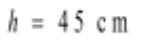 h = 45 cm